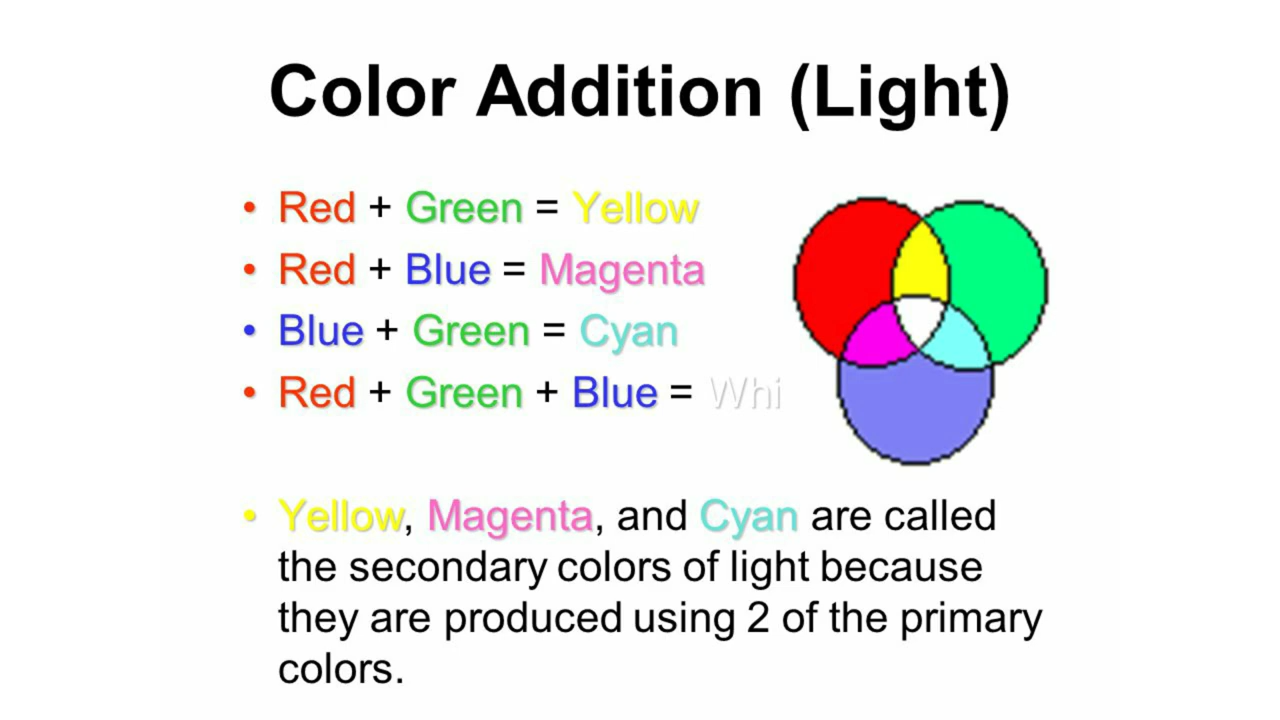 Color Addition (Light)
• Red + Green = Yellow
• Red + Blue = Magenta
• Blue + Green = Cyan
• Red + Green + Blue = Whi
• Yellow, Magenta, and Cyan are called
the secondary colors of light because
they are produced using 2 of the primary
colors.